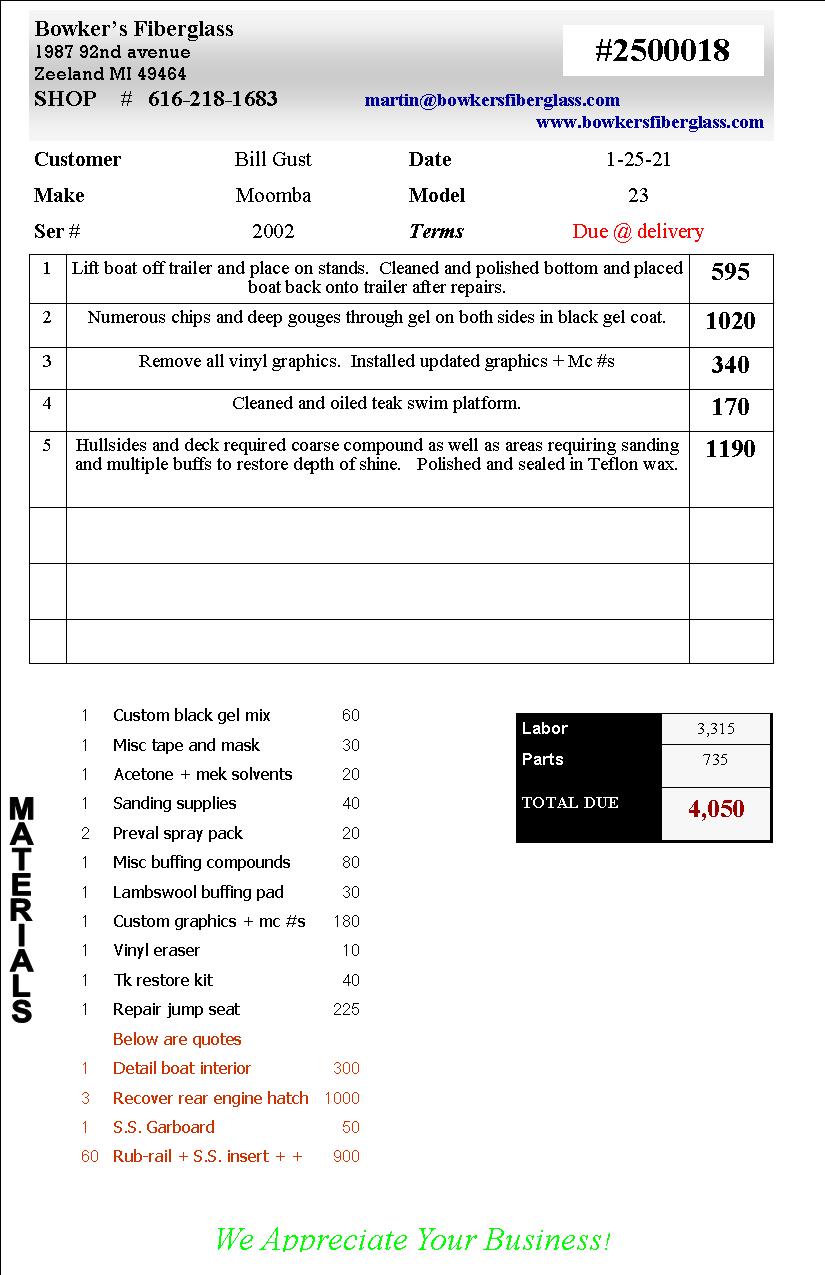 Bowker's Fiberglass
1987 92nd avenue
Zeeland MI 49464
SHOP # 616-218-1683
#2500018
martin@bowkersfiberglass.com
www.bowkersfiberglass.com
Customer Bill Gust Date 1-25-21
Make Moomba Model 23
Ser # 2002 Terms Due @ delivery
1 Lift boat off trailer and place on stands. Cleaned and polished bottom and placed 595
boat back onto trailer after repairs.
2 Numerous chips and deep gouges through gel on both sides in black gel coat. 1020
3 Remove all vinyl graphics. Installed updated graphics + Mc #s 340
4 Cleaned and oiled teak swim platform. 170
5 Hullsides and deck required coarse compound as well as areas requiring sanding 1190
and multiple buffs to restore depth of shine. Polished and sealed in Teflon wax.
MATERIALS
1 Custom black gel mix 60
1 Misc tape and mask 30
1 Acetone + mek solvents 20
1 Sanding supplies 40
2 Preval spray pack 20
1 Misc buffing compounds 80
1 Lambswool buffing pad 30
1 Custom graphics + mc #s 180
1 Vinyl eraser 10
1 Tk restore kit 40
1 Repair jump seat 225
Below are quotes
1 Detail boat interior 300
3 Recover rear engine hatch 1000
1 S.S. Garboard 50
60 Rub-rail + S.S. insert + + 900
Labor 3,315
Parts 735
TOTAL DUE 4,050
We Appreciate Your Business!